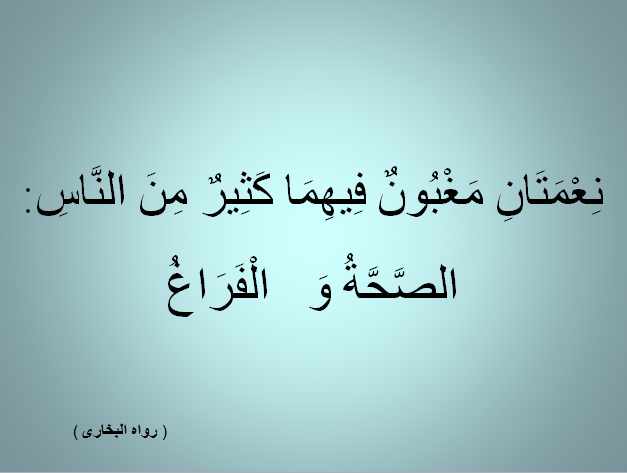 نِعْمَتَانِ مَغْبُونٌ فِيهِمَا كَثِيرٌ مِنَ النَّاسِ:
الصَّحَّةُ وَ الْفَرَاغُ
( رواه البخارى )